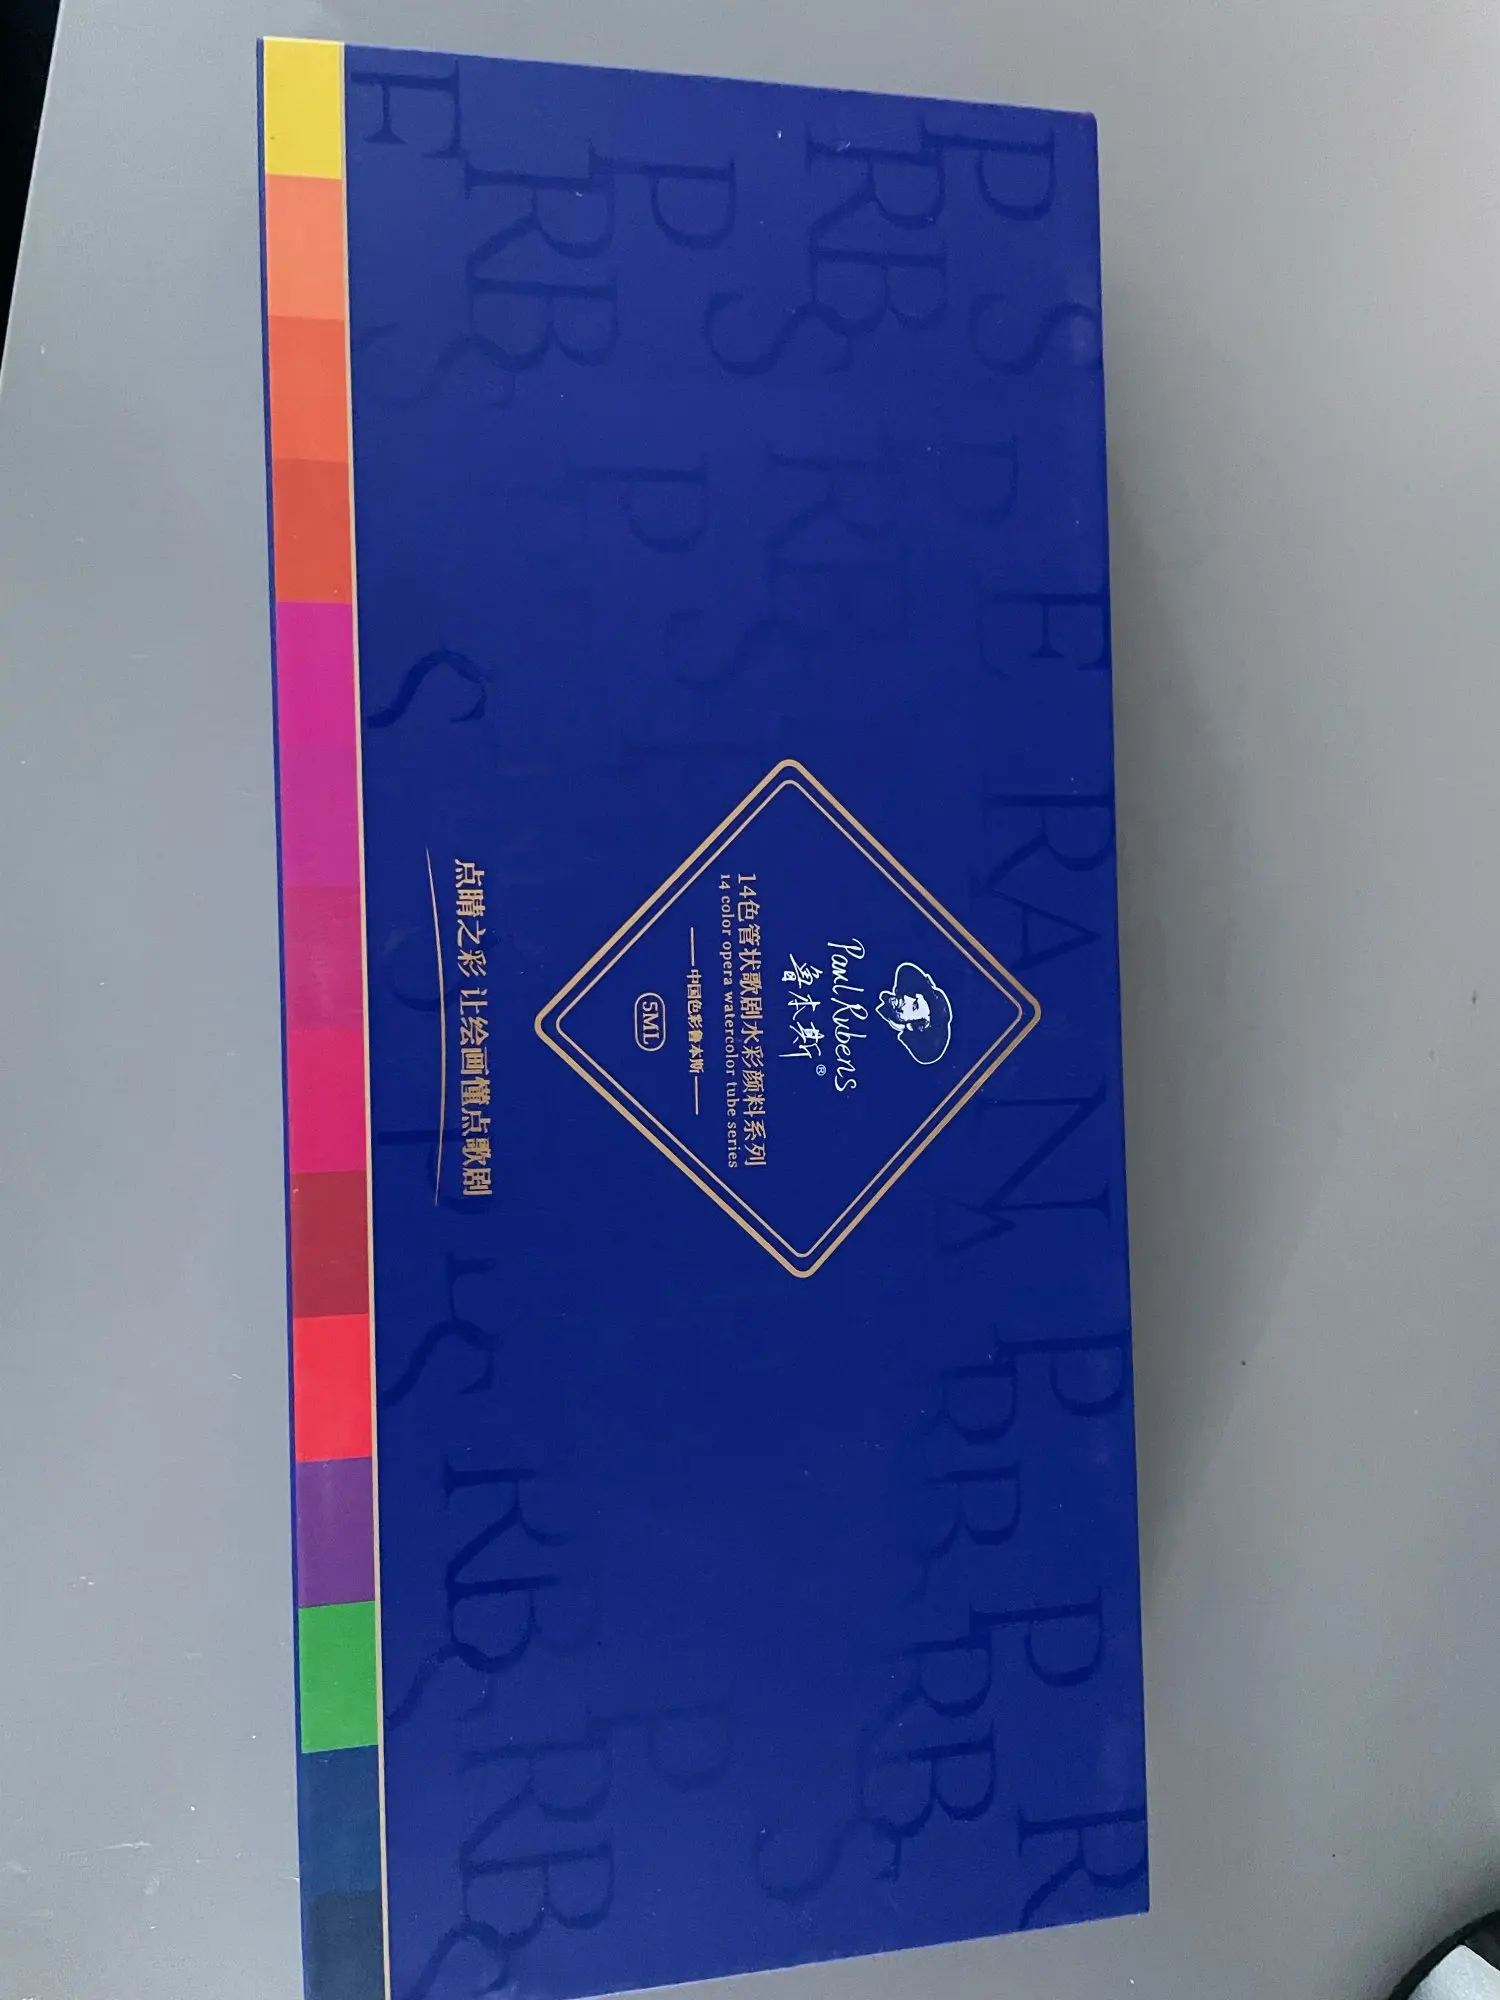 Paul Rubens
鲁本斯®
14色管状歌剧水彩颜料系列
14 color opera watercolor tube series
中国色彩鲁本斯
5ML
点睛之彩 让绘画懂点歌剧